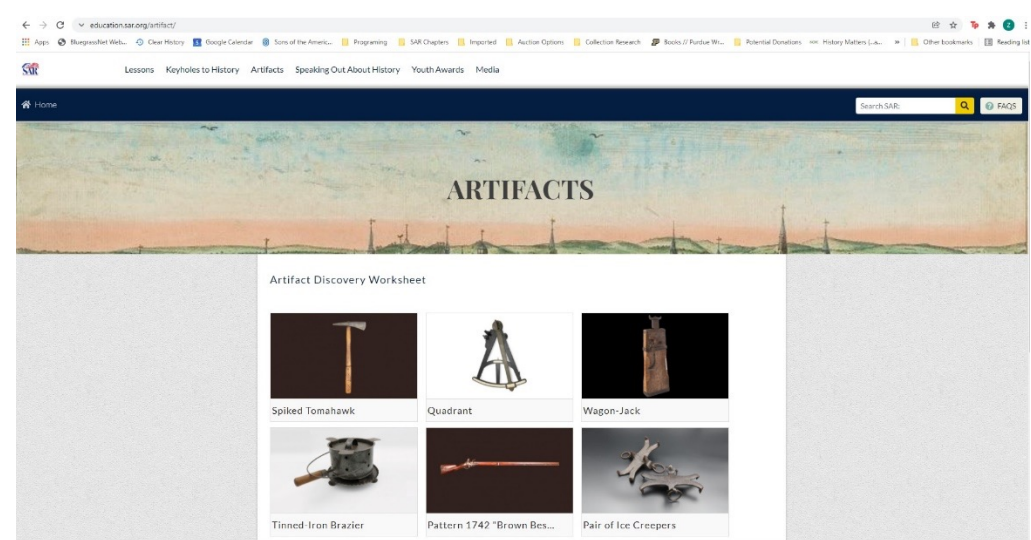 education.sar.org/artifact/
Apps BluegrassNet Web... Clear History Google Calendar Sons of the Americ... Programing SAR Chapters Imported Auction Options Collection Research Books // Purdue Wr... Potential Donations History Matters (...a... » Other bookmarks Reading list
SAR Lessons Keyholes to History Artifacts Speaking Out About History Youth Awards Media
Home Search SAR: FAQS
ARTIFACTS
Artifact Discovery Worksheet
Spiked Tomahawk Quadrant Wagon-Jack
Tinned-Iron Brazier Pattern 1742 "Brown Bes... Pair of Ice Creepers